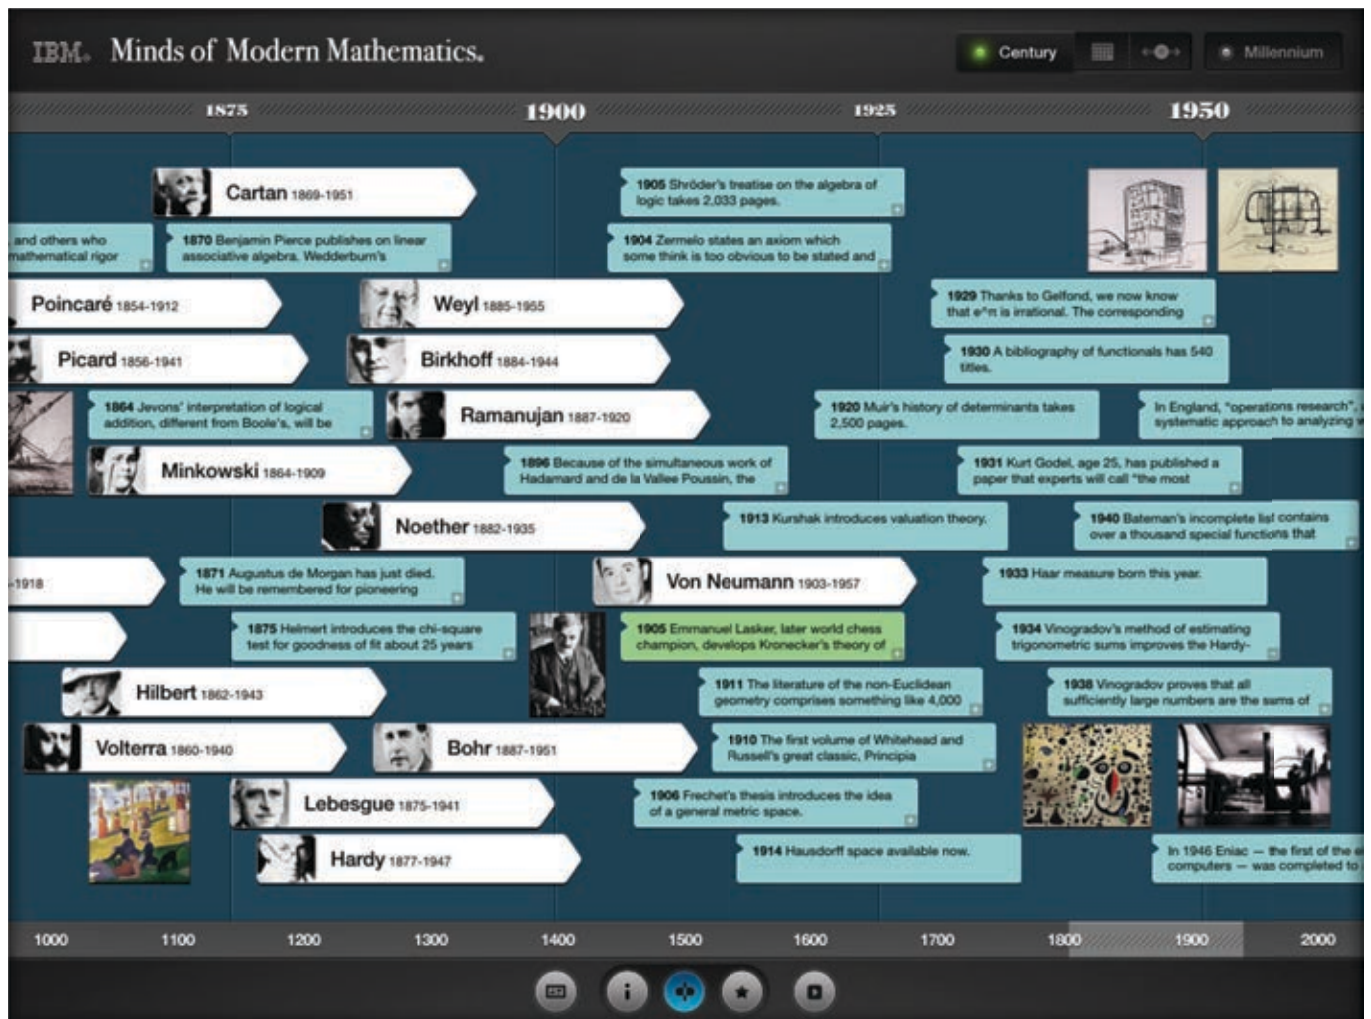 IBM® Minds of Modern Mathematics.
Century
Millennium
1875 1900 1925 1950
Cartan 1869-1951
1905 Shröder's treatise on the algebra of
logic takes 2,033 pages.
, and others who
mathematical rigor
1870 Benjamin Pierce publishes on linear
associative algebra. Wedderburn's
1904 Zermelo states an axiom which
some think is too obvious to be stated and
Poincaré 1854-1912
Weyl 1885-1955
1929 Thanks to Gelfond, we now know
that e^π is irrational. The corresponding
Picard 1856-1941
Birkhoff 1884-1944
1930 A bibliography of functionals has 540
titles.
1864 Jevons' interpretation of logical
addition, different from Boole's, will be
Ramanujan 1887-1920
1920 Muir's history of determinants takes
2,500 pages.
In England, "operations research",
systematic approach to analyzing w
Minkowski 1864-1909
1896 Because of the simultaneous work of
Hadamard and de la Vallee Poussin, the
1931 Kurt Godel, age 25, has published a
paper that experts will call "the most
Noether 1882-1935
1913 Kurshak introduces valuation theory.
1940 Bateman's incomplete list contains
over a thousand special functions that
-1918
1871 Augustus de Morgan has just died.
He will be remembered for pioneering
Von Neumann 1903-1957
1933 Haar measure born this year.
1875 Helmert introduces the chi-square
test for goodness of fit about 25 years
1905 Emmanuel Lasker, later world chess
champion, develops Kronecker's theory of
1934 Vinogradov's method of estimating
trigonometric sums improves the Hardy-
Hilbert 1862-1943
1911 The literature of the non-Euclidean
geometry comprises something like 4,000
1938 Vinogradov proves that all
sufficiently large numbers are the sums of
Volterra 1860-1940
Bohr 1887-1951
1910 The first volume of Whitehead and
Russell's great classic, Principia
Lebesgue 1875-1941
1906 Frechet's thesis introduces the idea
of a general metric space.
Hardy 1877-1947
1914 Hausdorff space available now.
In 1946 Eniac — the first of the el
computers — was completed to
1000 1100 1200 1300 1400 1500 1600 1700 1800 1900 2000